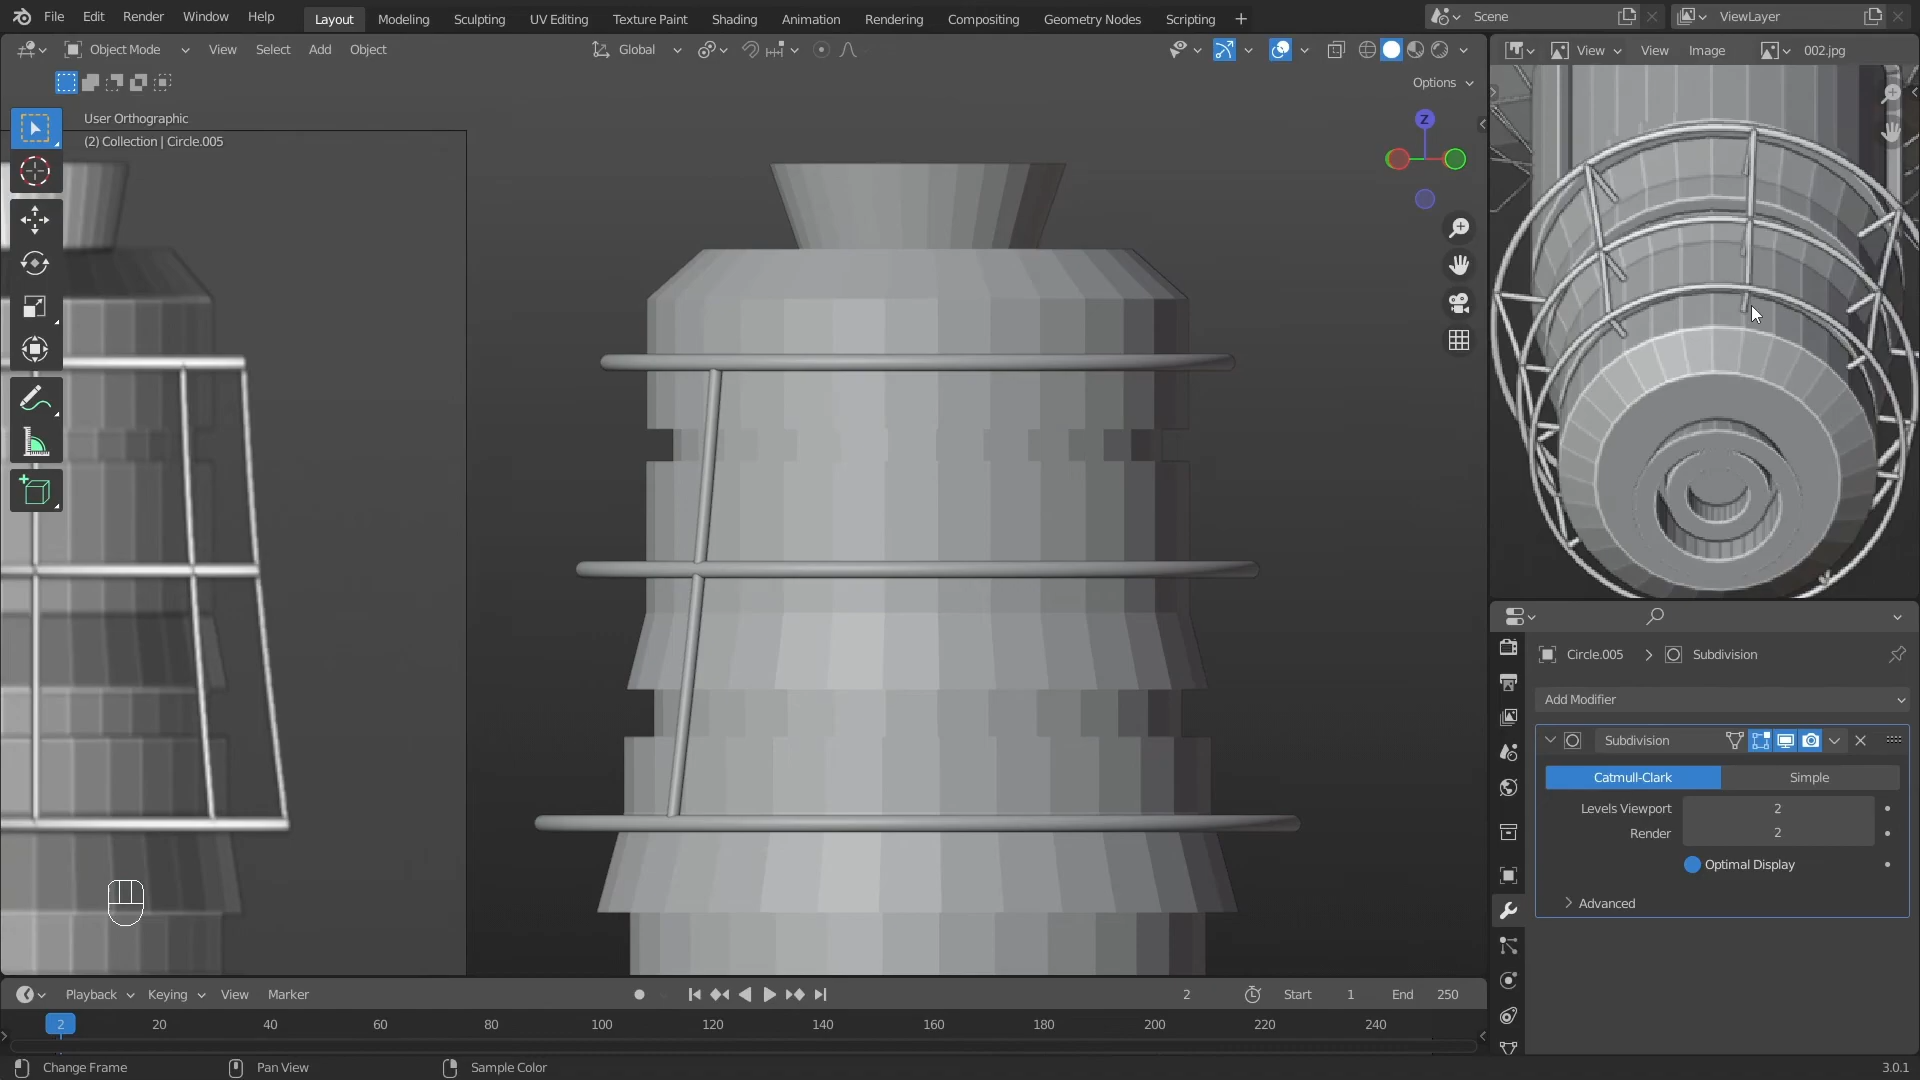 File Edit Render Window Help Layout Modeling Sculpting UV Editing Texture Paint Shading Animation Rendering Compositing Geometry Nodes Scripting + Scene ViewLayer
Object Mode View Select Add Object Global View View Image 002.jpg
Options
User Orthographic
(2) Collection | Circle.005
Z
Circle.005 > Subdivision
Add Modifier
Subdivision
Catmull-Clark Simple
Levels Viewport 2
Render 2
Optimal Display
Advanced
Playback Keying View Marker 2 Start 1 End 250
2 20 40 60 80 100 120 140 160 180 200 220 240
Change Frame Pan View Sample Color 3.0.1